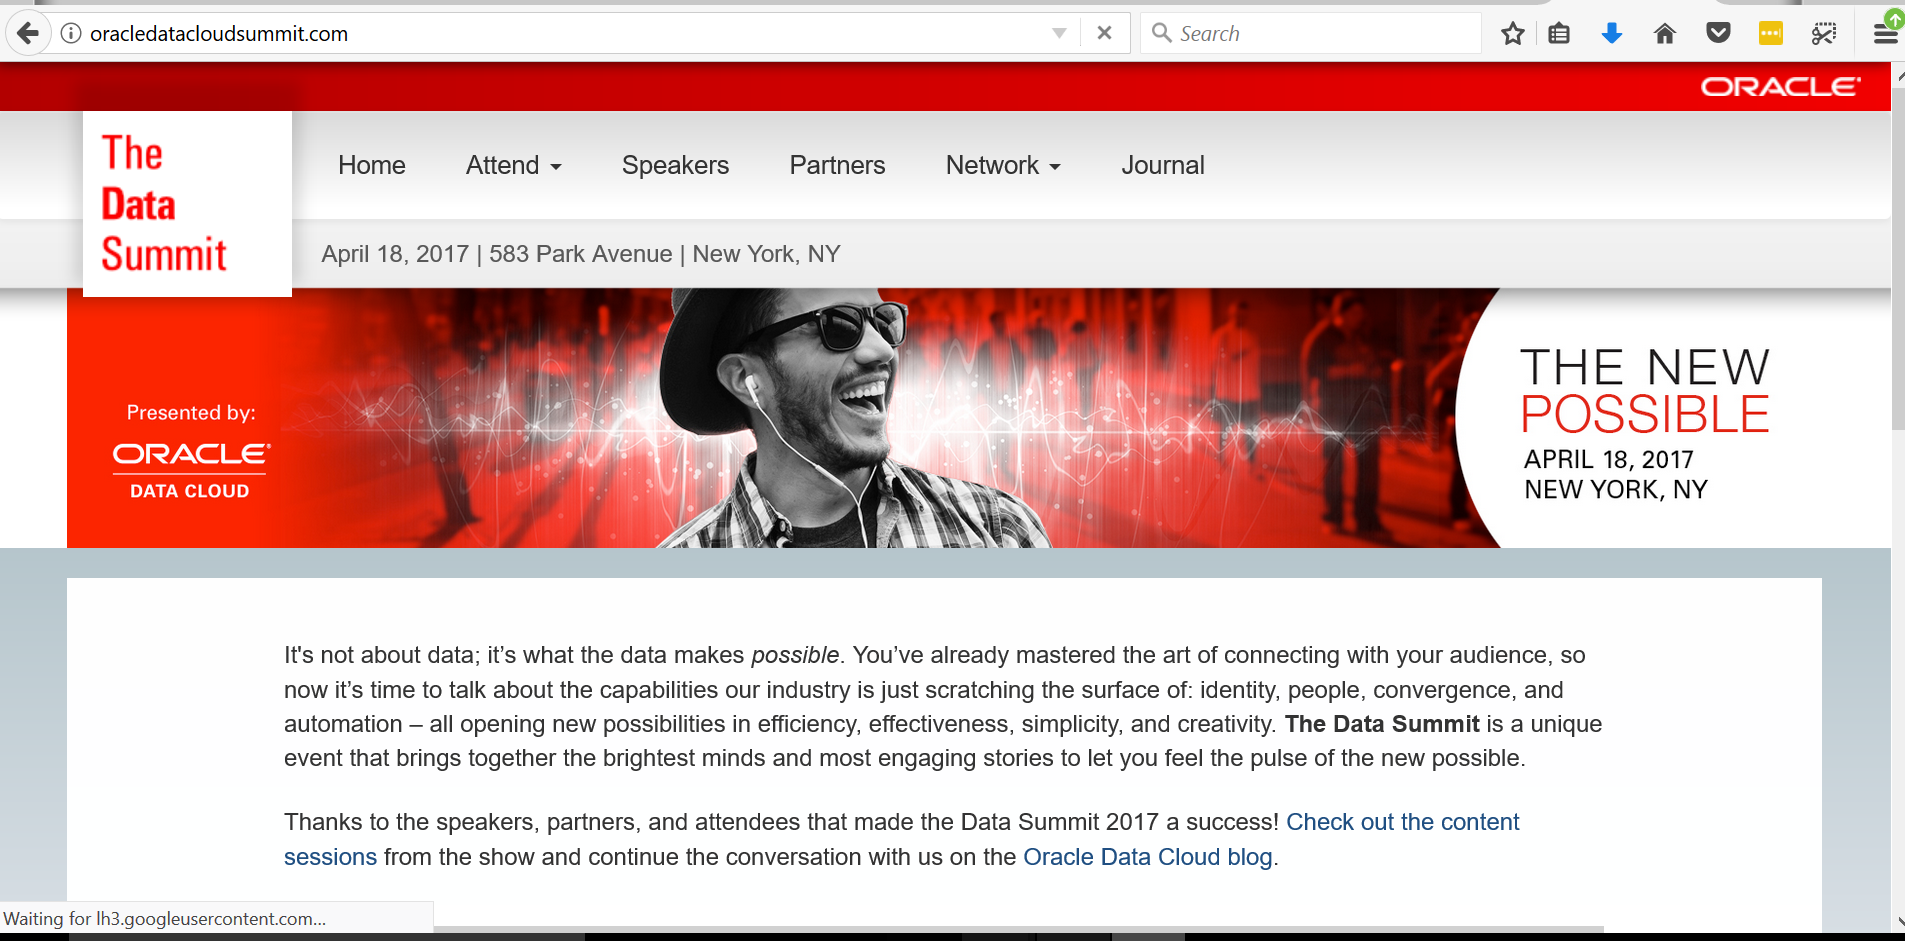 oracledatacloudsummit.com
Search
ORACLE
The
Data
Summit
Home Attend Speakers Partners Network Journal
April 18, 2017 | 583 Park Avenue | New York, NY
Presented by:
ORACLE
DATA CLOUD
THE NEW
POSSIBLE
APRIL 18, 2017
NEW YORK, NY
It's not about data; it’s what the data makes possible. You’ve already mastered the art of connecting with your audience, so
now it’s time to talk about the capabilities our industry is just scratching the surface of: identity, people, convergence, and
automation – all opening new possibilities in efficiency, effectiveness, simplicity, and creativity. The Data Summit is a unique
event that brings together the brightest minds and most engaging stories to let you feel the pulse of the new possible.
Thanks to the speakers, partners, and attendees that made the Data Summit 2017 a success! Check out the content
sessions from the show and continue the conversation with us on the Oracle Data Cloud blog.
Waiting for lh3.googleusercontent.com...